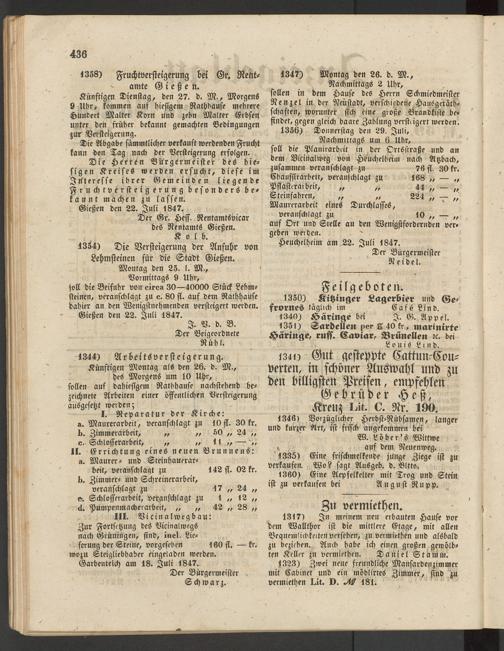 436
1358) Fruchtversteigerung bei Gr. Rent-
amte Gießen.
Künftigen Dienstag, den 27. d. M., Morgens
9 Uhr, kommen auf hiesigem Rathhause mehrere
Hundert Malter Korn und zehn Malter Erbsen
unter den früher bekannt gemachten Bedingungen
zur Versteigerung.
Die Abgabe sämmtlicher verkauft werdenden Frucht
kann den Tag nach der Versteigerung erfolgen.
Die Herren Bürgermeister des hie-
sigen Kreises werden ersucht, diese im
Interesse ihrer Gemeinden liegende
Fruchtversteigerung besonders be-
kannt machen zu lassen.
Gießen den 22. Juli 1847.
Der Gr. Hess. Rentamtsvicar
des Rentamts Gießen.
Kolb.
1354) Die Versteigerung der Anfuhr von
Lehmsteinen für die Stadt Gießen.
Montag den 25. l. M.,
Vormittags 9 Uhr,
soll die Beifuhr von circa 30—40000 Stück Lehm-
steinen, veranschlagt zu c. 80 fl. auf dem Rathhause
dahier an den Wenigstnehmenden versteigert werden.
Gießen den 22. Juli 1847.
J. V. d. B.
Der Beigeordnete
Rühl.
1344) Arbeitsversteigerung.
Künftigen Montag als den 26. d. M.,
des Morgens um 10 Uhr,
sollen auf dahiesigem Rathhause nachstehend be-
zeichnete Arbeiten einer öffentlichen Versteigerung
ausgesetzt werden;
I. Reparatur der Kirche:
a. Maurerarbeit, veranschlagt zu 10 fl. 30 kr.
b. Zimmerarbeit, „ „ 50 „ 24 „
c. Schlosserarbeit, „ „ 11 „ — „
II. Errichtung eines neuen Brunnens:
a. Maurer- und Steinhauerar-
beit, veranschlagt zu 142 fl. 02 kr.
b. Zimmer- und Schreinerarbeit,
veranschlagt zu 47 „ 24 „
c. Schlosserarbeit, veranschlagt zu 1 „ 12 „
d. Pumpenmacherarbeit, „ „ 42 „ 28 „
III. Vicinalwegbau:
Zur Fortsetzung des Vicinalwegs
nach Grüningen, sind, incl. Lie-
ferung der Steine, vorgesehen 160 fl. — kr.
wozu Steigliebhaber eingeladen werden.
Garbenteich am 18. Juli 1847.
Der Bürgermeister
Schwarz.
1347) Montag den 26. d. M.,
Nachmittags 2 Uhr,
sollen in dem Hause des Herrn Schmiedmeister
Menzel in der Neustadt, verschiedene Hausgeräth-
schaften, worunter sich eine große Brandkiste be-
findet, gegen gleich baare Zahlung versteigert werden.
1356) Donnerstag den 29. Juli,
Nachmittags um 6 Uhr,
soll die Planirarbeit in der Ortsstraße und an
dem Vicinalweg von Heuchelheim nach Atzbach,
zusammen veranschlagt zu 76 fl. 30 kr.
Chausfirarbeit, veranschlagt zu 168 „ — „
Pflasterarbeit, „ „ 44 „ — „
Steinfahren, „ „ 224 „ — „
Maurerarbeit eines Durchlasses,
veranschlagt zu 10 „ — „
auf Ort und Stelle an den Wenigstfordernden ver-
geben werden.
Heuchelheim am 22. Juli 1847.
Der Bürgermeister
Reidel.
Feilgeboten.
1350) Kitzinger Lagerbier und Ge-
frornes täglich im Café Lind.
1340) Häringe bei J. G. Appel.
1351) Sardellen per ℔ 40 kr., marinirte
Häringe, russ. Caviar, Brünellen ꝛc. bei
Louis Lind.
1341) Gut gesteppte Cattun-Cou-
verten, in schöner Auswahl und zu
den billigsten Preisen, empfehlen
Gebrüder Heß,
Kreuz Lit. C. Nr. 190.
1346) Vorzüglicher Herbst-Rübsamen, langer
und kurzer Art, ist frisch angekommen bei
W. Löber's Wittwe
auf dem Neuenweg.
1335) Eine frischmelkende junge Ziege ist zu
verkaufen. Wo? sagt Ausgeb. d. Bltts.
1360) Eine Aepfelkelter mit Trog und Stein
ist zu verkaufen bei August Rupp.
Zu vermiethen.
1317) In meinem neu erbauten Hause vor
dem Wallthor ist die mittlere Etage, mit allen
Bequemlichkeiten versehen, zu vermiethen und alsbald
zu beziehen. Auch habe ich einen großen gewölb-
ten Keller zu vermiethen. Daniel Stamm.
1323) Zwei neue freundliche Mansardenzimmer
mit Cabinet und ein möblirtes Zimmer, sind zu
vermiethen Lit. D. № 181.